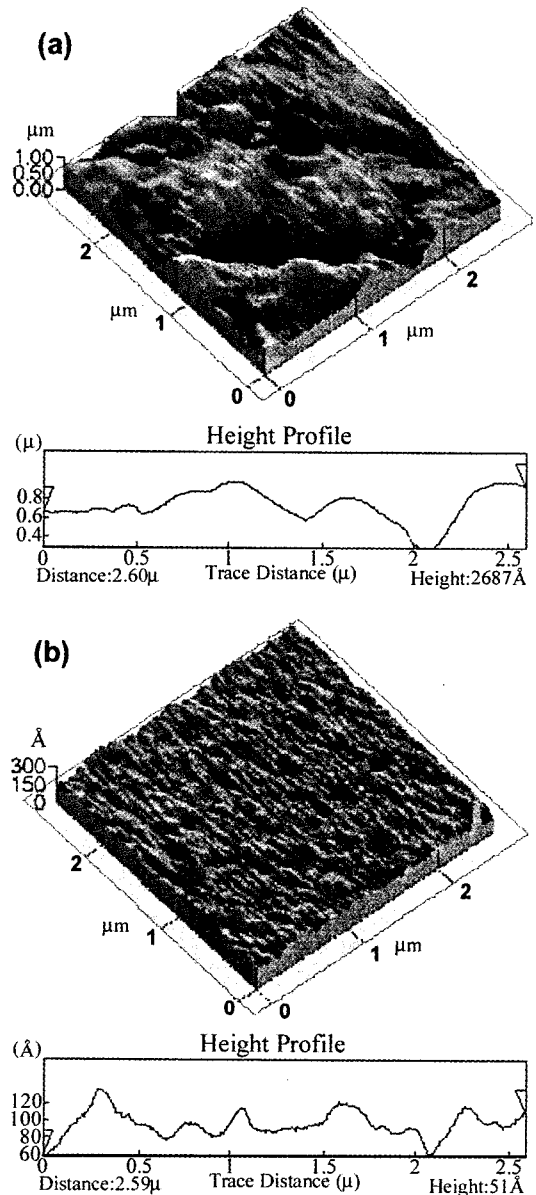 (a)
μm
1.00
0.50
0.00
2
μm
1
0
0
1
μm
2
Height Profile
(μ)
0.8
0.6
0.4
0 0.5 1 1.5 2 2.5
Distance:2.60μ Trace Distance (μ) Height:2687Å
(b)
Å
300
150
0
2
μm
1
0
0
1
μm
2
Height Profile
(Å)
120
100
80
60
0 0.5 1 1.5 2 2.5
Distance:2.59μ Trace Distance (μ) Height:51Å